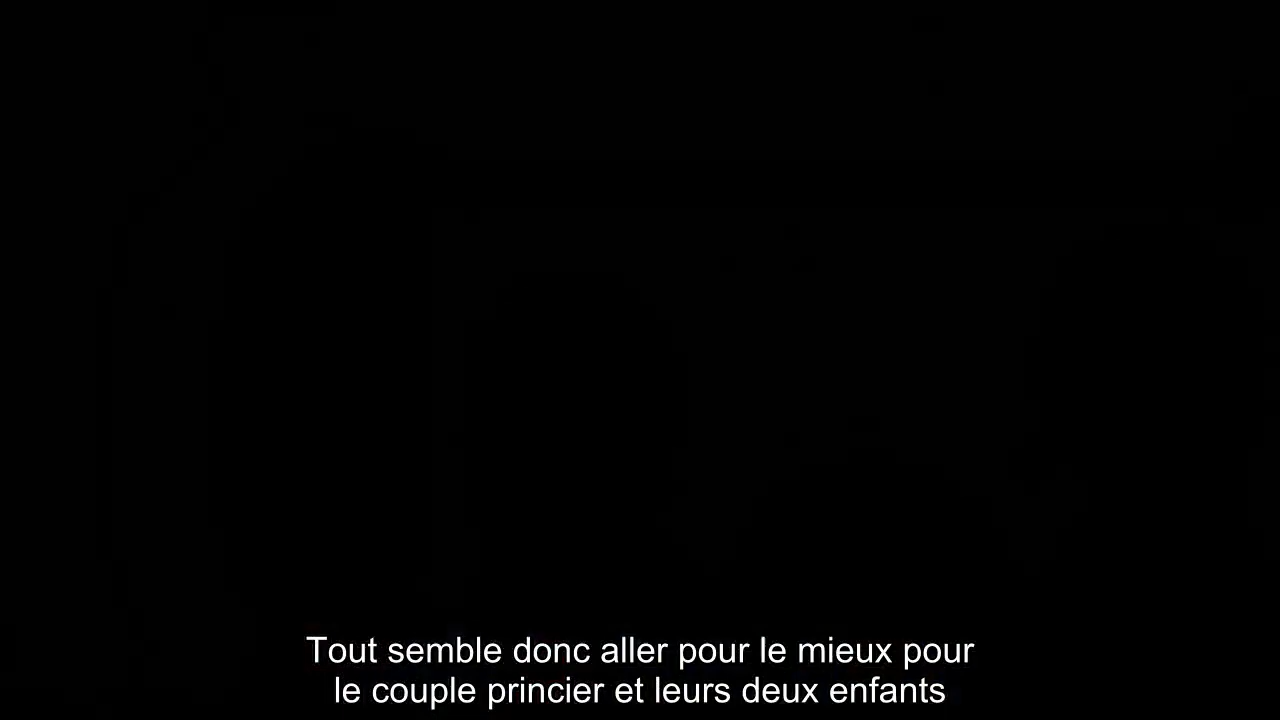 Tout semble donc aller pour le mieux pour
le couple princier et leurs deux enfants